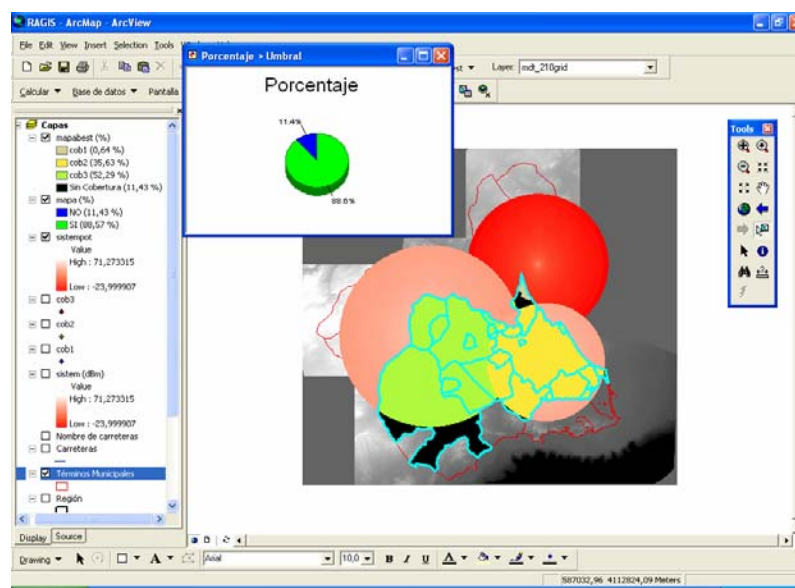 RAGIS - ArcMap - ArcView
File Edit View Insert Selection Tools
Porcentaje > Umbral
Layer: mdt_210grid
Calcular Base de datos Pantalla
Porcentaje
11.4%
88.6%
Tools
Capas
mapabest (%)
cob1 (0,64 %)
cob2 (35,63 %)
cob3 (52,29 %)
Sin Cobertura (11,43 %)
mapa (%)
NO (11,43 %)
SI (88,57 %)
sistempot
Value
High : 71,273315
Low : -23,999907
cob3
cob2
cob1
sistem (dBm)
Value
High : 71,273315
Low : -23,999907
Nombre de carreteras
Carreteras
Términos Municipales
Región
Display Source
Drawing A Arial 10,0 B I U A
587032,96 4112824,09 Meters